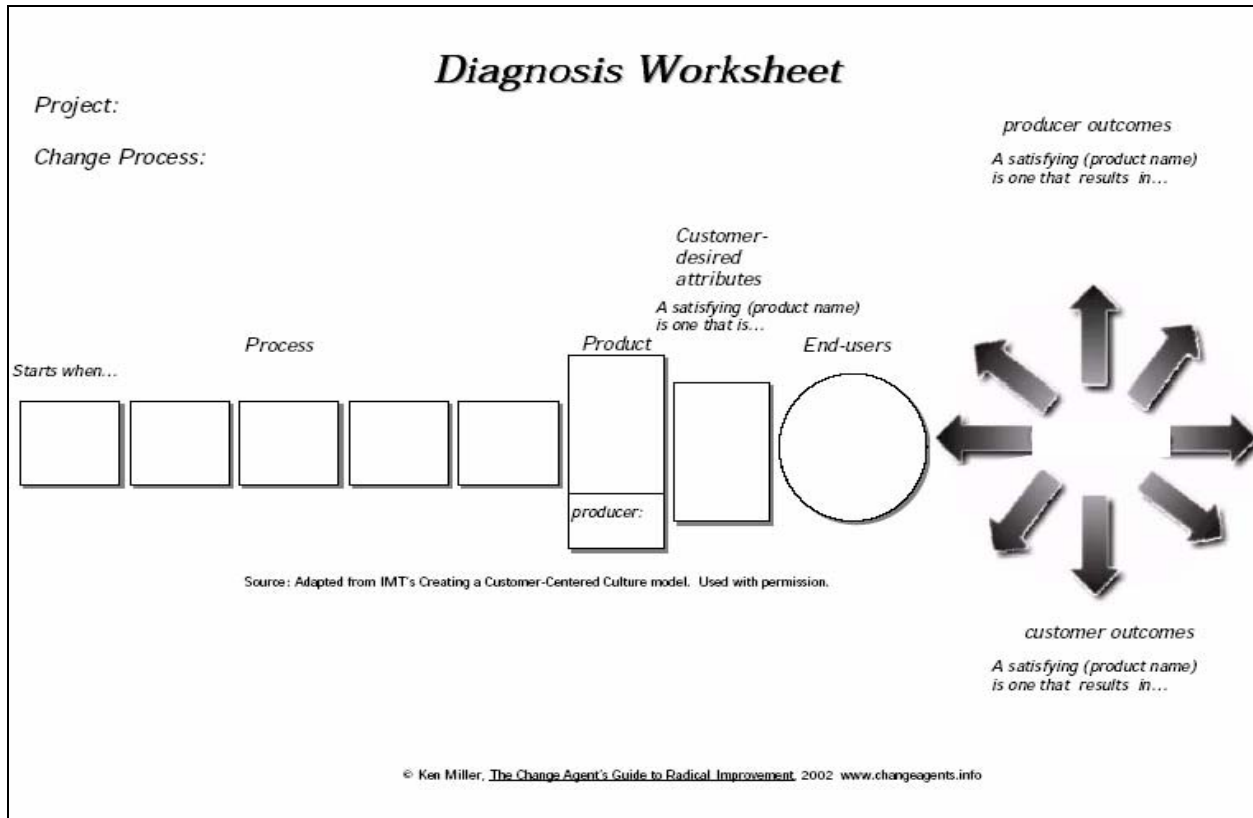 Diagnosis Worksheet
Project:
Change Process:
producer outcomes
A satisfying (product name)
is one that results in...
Customer-
desired
attributes
A satisfying (product name)
is one that is...
Process
Product
End-users
Starts when...
producer:
Source: Adapted from IMT's Creating a Customer-Centered Culture model. Used with permission.
customer outcomes
A satisfying (product name)
is one that results in...
© Ken Miller, The Change Agent's Guide to Radical Improvement, 2002 www.changeagents.info